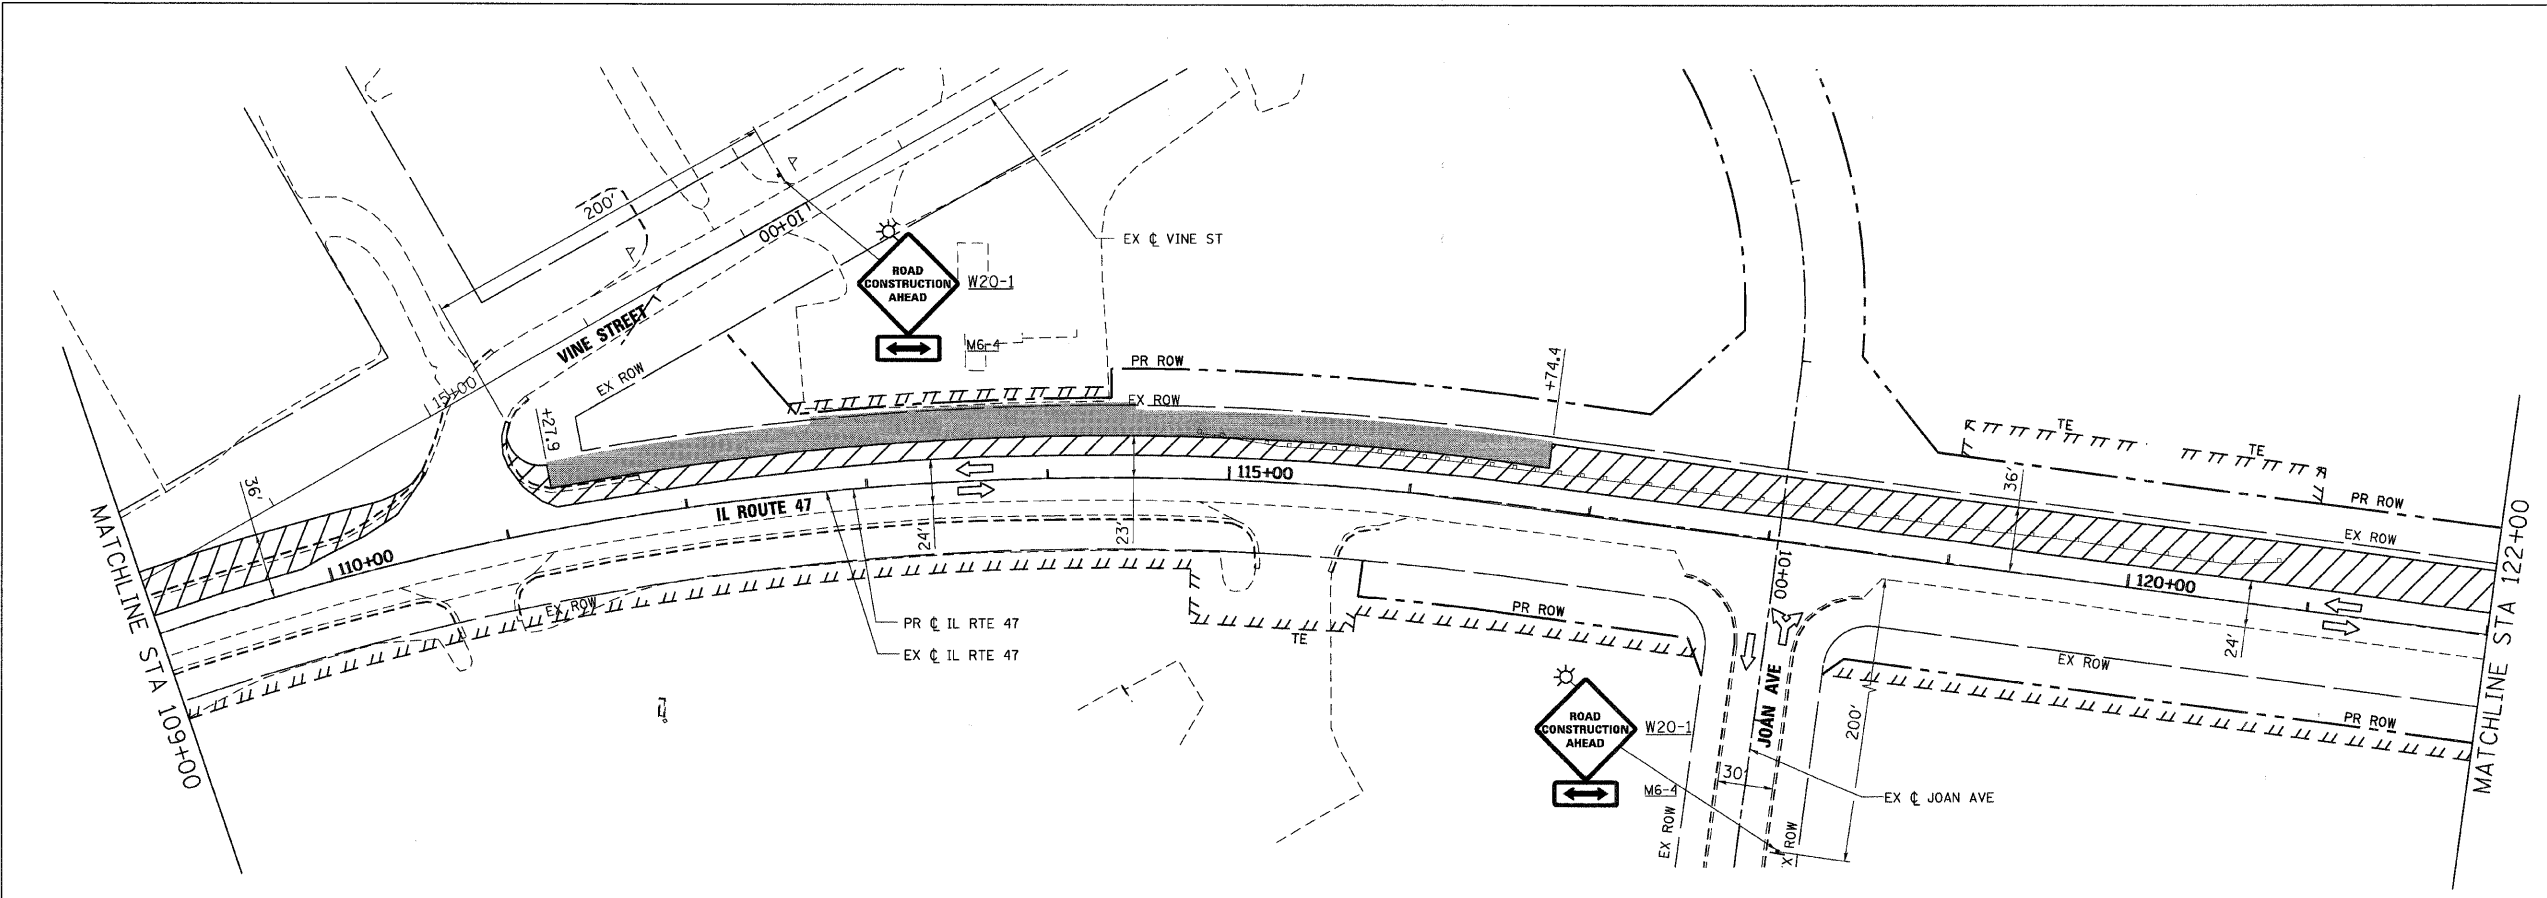 200'
10+00
EX ℄ VINE ST
ROAD
CONSTRUCTION
AHEAD
W20-1
M6-4
VINE STREET
EX ROW
15+00
PR ROW
EX ROW
+27.9
+74.4
TE
TE
36'
36'
PR ROW
EX ROW
MATCHLINE STA 109+00
MATCHLINE STA 122+00
110+00
IL ROUTE 47
115+00
120+00
24'
23'
24'
10+00
EX ROW
PR ℄ IL RTE 47
EX ℄ IL RTE 47
TE
PR ROW
EX ROW
PR ROW
ROAD
CONSTRUCTION
AHEAD
W20-1
M6-4
JOAN AVE
30'
200'
EX ℄ JOAN AVE
EX ROW
X ROW